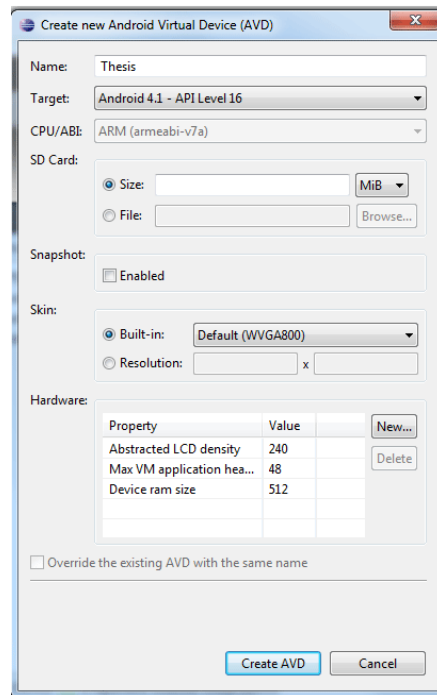 Create new Android Virtual Device (AVD)
Name: Thesis
Target: Android 4.1 - API Level 16
CPU/ABI: ARM (armeabi-v7a)
SD Card:
Size: MiB
File: Browse...
Snapshot:
Enabled
Skin:
Built-in: Default (WVGA800)
Resolution: x
Hardware:
Property Value New...
Abstracted LCD density 240
Delete
Max VM application hea... 48
Device ram size 512
Override the existing AVD with the same name
Create AVD Cancel